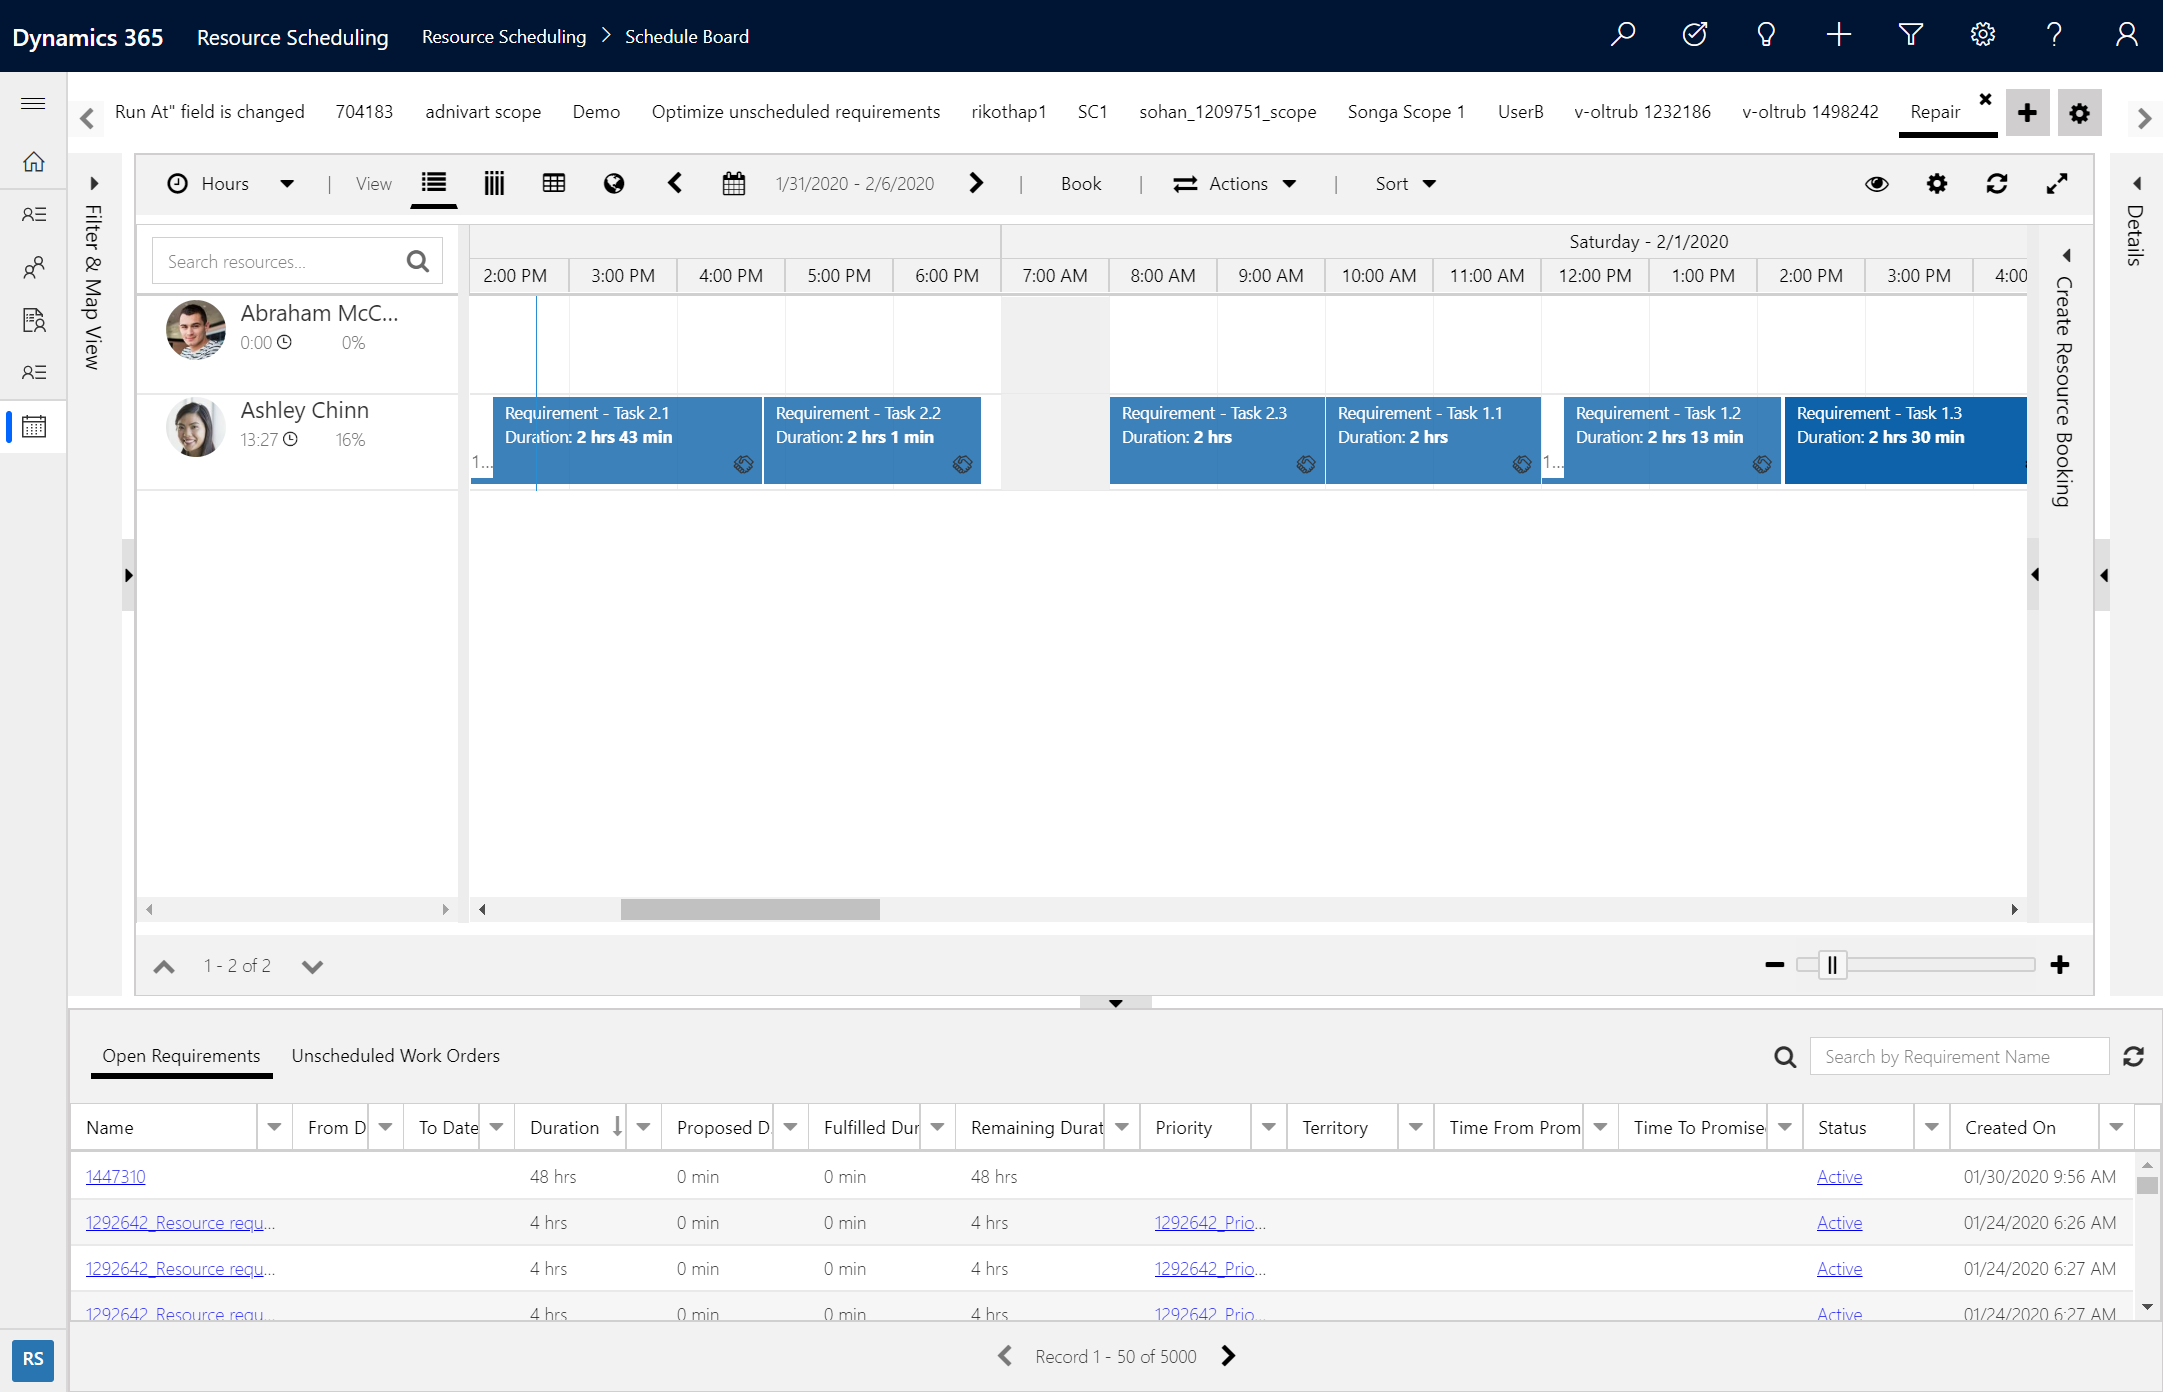 Dynamics 365 Resource Scheduling Resource Scheduling > Schedule Board
Run At" field is changed 704183 adnivart scope Demo Optimize unscheduled requirements rikothap1 SC1 sohan_1209751_scope Songa Scope 1 UserB v-oltrub 1232186 v-oltrub 1498242 Repair
Hours | View 1/31/2020 - 2/6/2020 | Book | Actions | Sort
Filter & Map View
Details
Create Resource Booking
Search resources...
Saturday - 2/1/2020
2:00 PM 3:00 PM 4:00 PM 5:00 PM 6:00 PM 7:00 AM 8:00 AM 9:00 AM 10:00 AM 11:00 AM 12:00 PM 1:00 PM 2:00 PM 3:00 PM 4:00
Abraham McC...
0:00 0%
Ashley Chinn
13:27 16%
1...
Requirement - Task 2.1
Duration: 2 hrs 43 min
Requirement - Task 2.2
Duration: 2 hrs 1 min
Requirement - Task 2.3
Duration: 2 hrs
Requirement - Task 1.1
Duration: 2 hrs
1...
Requirement - Task 1.2
Duration: 2 hrs 13 min
Requirement - Task 1.3
Duration: 2 hrs 30 min
1 - 2 of 2
Open Requirements Unscheduled Work Orders Search by Requirement Name
Name From D To Date Duration Proposed D. Fulfilled Dur Remaining Durat Priority Territory Time From Prom Time To Promise Status Created On
1447310 48 hrs 0 min 0 min 48 hrs Active 01/30/2020 9:56 AM
1292642_Resource requ... 4 hrs 0 min 0 min 4 hrs 1292642_Prio... Active 01/24/2020 6:26 AM
1292642_Resource requ... 4 hrs 0 min 0 min 4 hrs 1292642_Prio... Active 01/24/2020 6:27 AM
1292642_Resource requ... 4 hrs 0 min 0 min 4 hrs 1292642_Prio... Active 01/24/2020 6:27 AM
Record 1 - 50 of 5000
RS